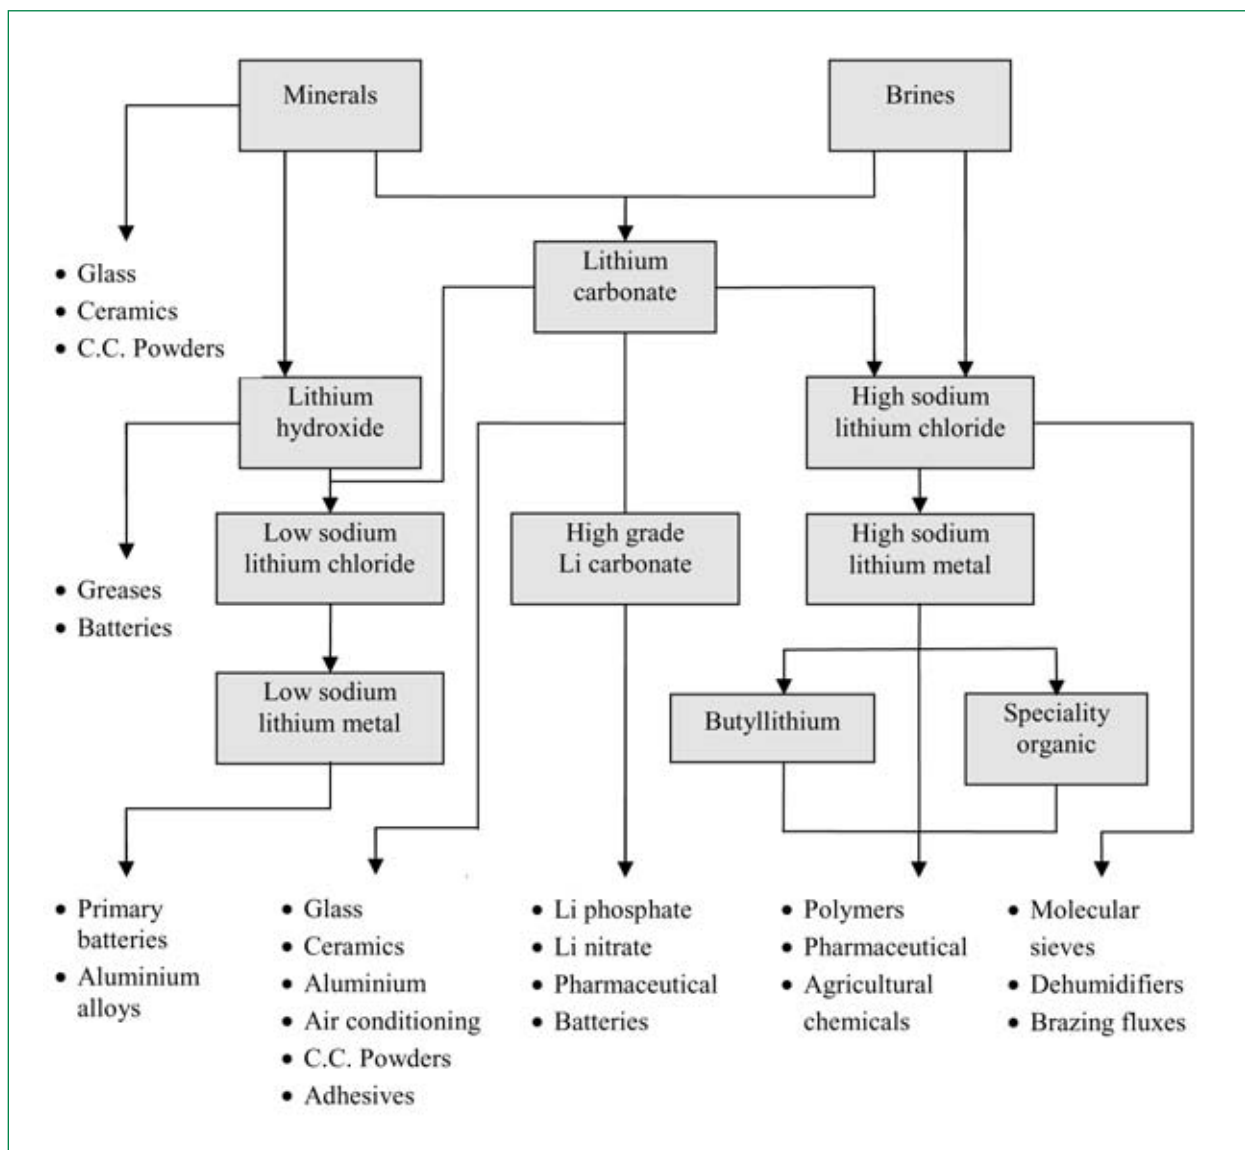 Minerals
Brines
Lithium
carbonate
• Glass
• Ceramics
• C.C. Powders
Lithium
hydroxide
High sodium
lithium chloride
Low sodium
lithium chloride
High grade
Li carbonate
High sodium
lithium metal
• Greases
• Batteries
Low sodium
lithium metal
Butyllithium
Speciality
organic
• Primary
batteries
• Aluminium
alloys
• Glass
• Ceramics
• Aluminium
• Air conditioning
• C.C. Powders
• Adhesives
• Li phosphate
• Li nitrate
• Pharmaceutical
• Batteries
• Polymers
• Pharmaceutical
• Agricultural
chemicals
• Molecular
sieves
• Dehumidifiers
• Brazing fluxes